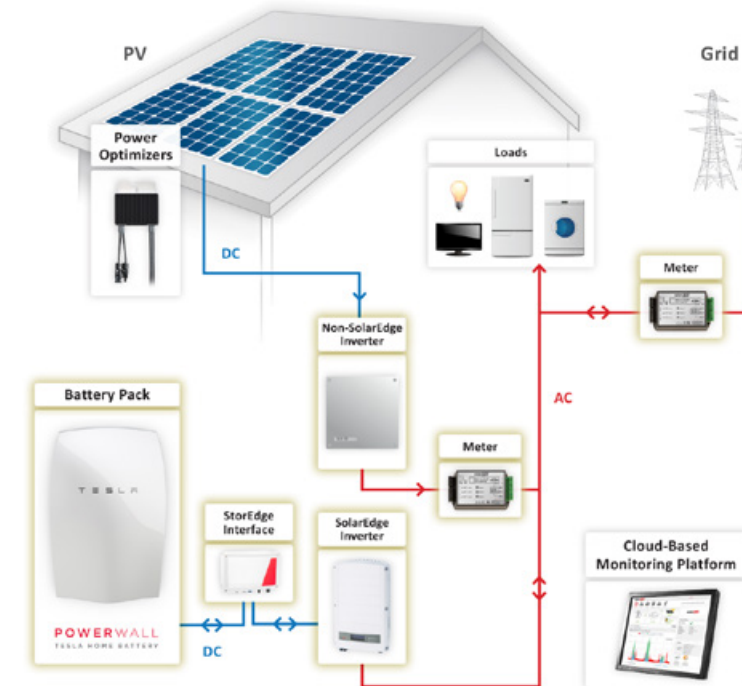 PV
Grid
Power
Optimizers
Loads
DC
Meter
Non-SolarEdge
Inverter
AC
Battery Pack
Meter
TESLA
StorEdge
Interface
SolarEdge
Inverter
Cloud-Based
Monitoring Platform
POWERWALL
TESLA HOME BATTERY
DC